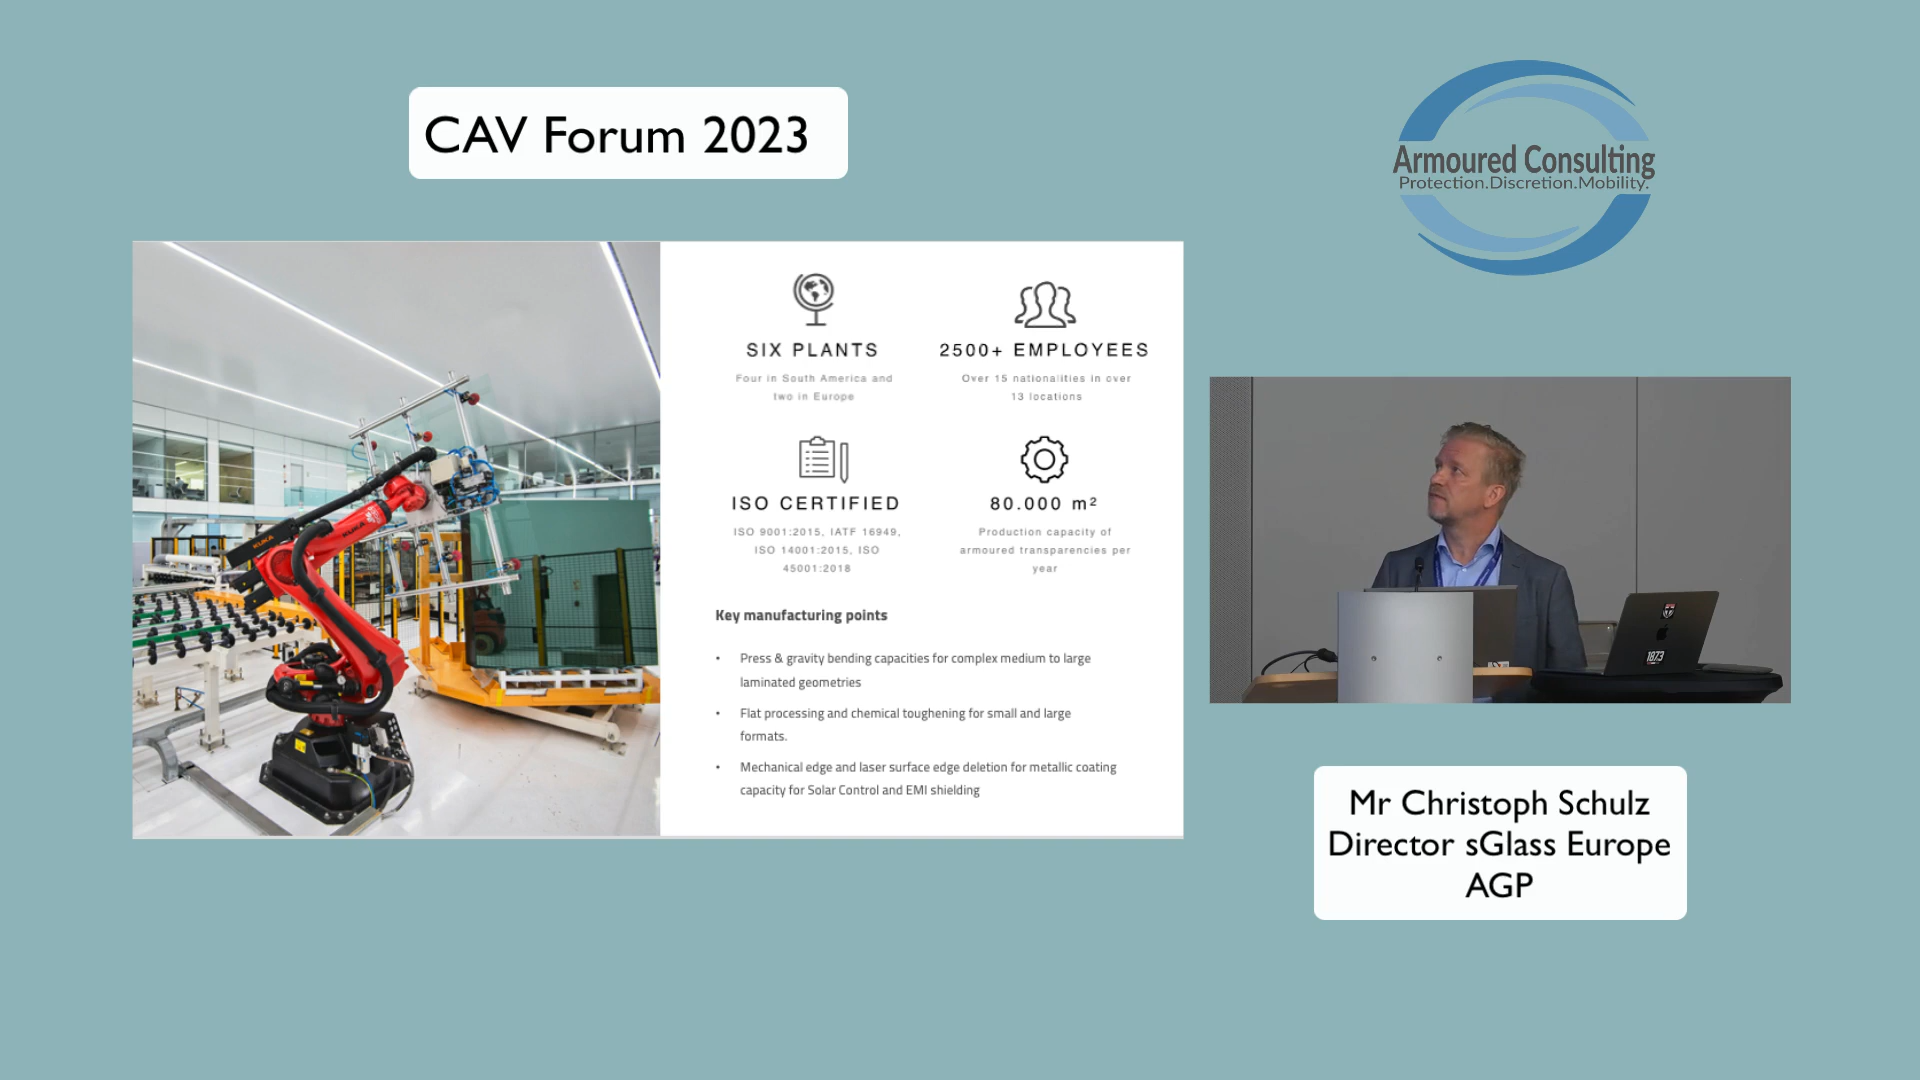 CAV Forum 2023
Armoured Consulting
Protection.Discretion.Mobility.
SIX PLANTS
Four in South America and
two in Europe
2500+ EMPLOYEES
Over 15 nationalities in over
13 locations
ISO CERTIFIED
ISO 9001:2015, IATF 16949,
ISO 14001:2015, ISO
45001:2018
80.000 m²
Production capacity of
armoured transparencies per
year
Key manufacturing points
• Press & gravity bending capacities for complex medium to large
laminated geometries
• Flat processing and chemical toughening for small and large
formats.
• Mechanical edge and laser surface edge deletion for metallic coating
capacity for Solar Control and EMI shielding
KUKA
KUKA
1873
Mr Christoph Schulz
Director sGlass Europe
AGP